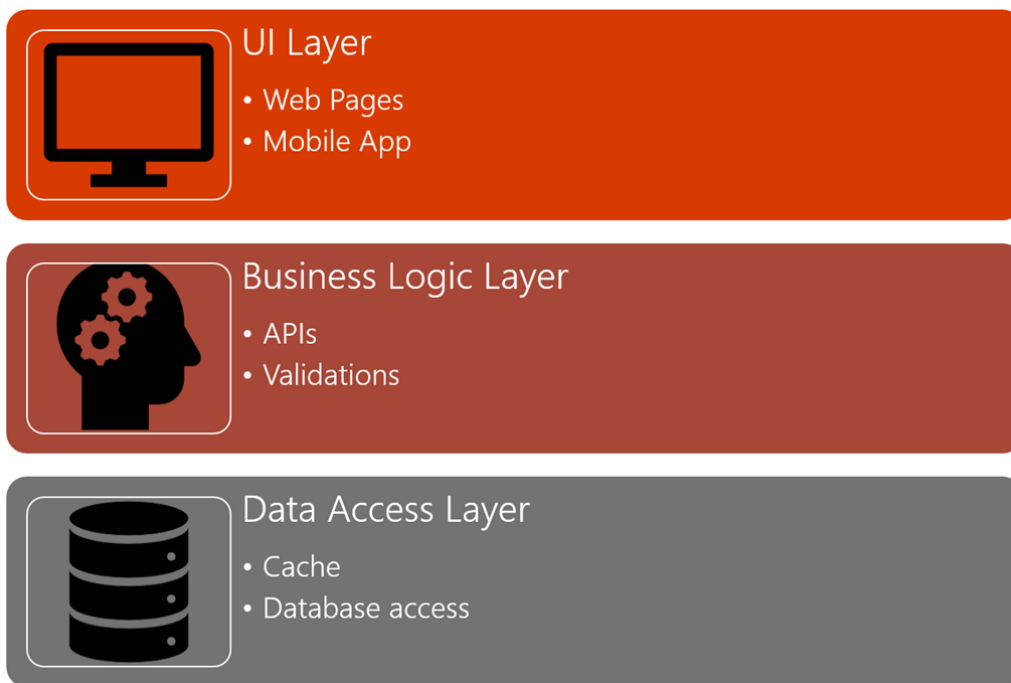 UI Layer
• Web Pages
• Mobile App
Business Logic Layer
• APIs
• Validations
Data Access Layer
• Cache
• Database access